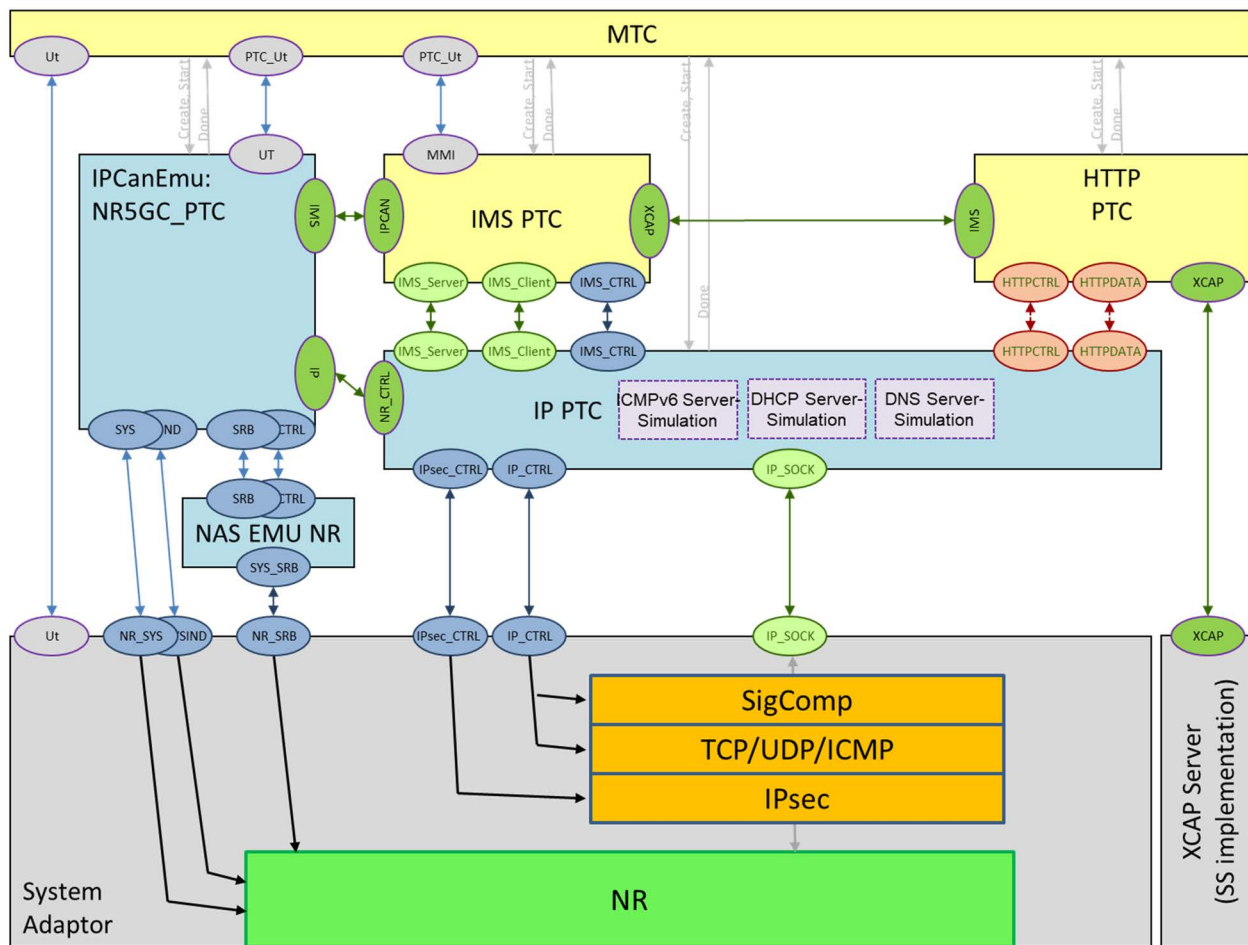 MTC
Ut
PTC_Ut
PTC_Ut
Create, Start
Done
Create, Start
Done
Create, Start
Done
Create, Start
Done
UT
MMI
IPCanEmu:
NR5GC_PTC
IMS
IPCAN
IMS PTC
XCAP
IMS
HTTP
PTC
IMS_Server
IMS_Client
IMS_CTRL
HTTPCTRL
HTTPDATA
XCAP
IMS_Server
IMS_Client
IMS_CTRL
HTTPCTRL
HTTPDATA
IP
NR_CTRL
IP PTC
ICMPv6 Server-
Simulation
DHCP Server-
Simulation
DNS Server-
Simulation
SYS
IND
SRB
CTRL
IPsec_CTRL
IP_CTRL
IP_SOCK
SRB
CTRL
NAS EMU NR
SYS_SRB
Ut
NR_SYS
SIND
NR_SRB
IPsec_CTRL
IP_CTRL
IP_SOCK
XCAP
SigComp
TCP/UDP/ICMP
IPsec
NR
System
Adaptor
XCAP Server
(SS implementation)